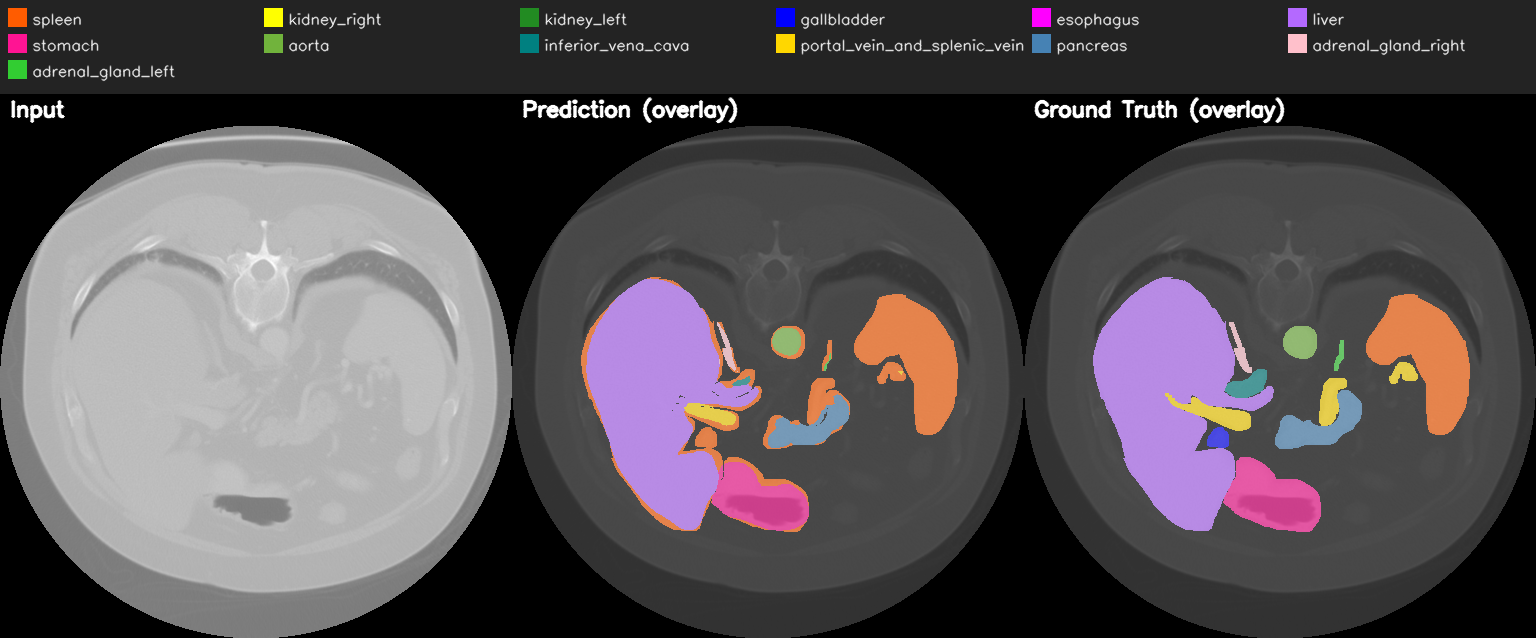 spleen kidney_right kidney_left gallbladder esophagus liver
stomach aorta inferior_vena_cava portal_vein_and_splenic_vein pancreas adrenal_gland_right
adrenal_gland_left
Input Prediction (overlay) Ground Truth (overlay)